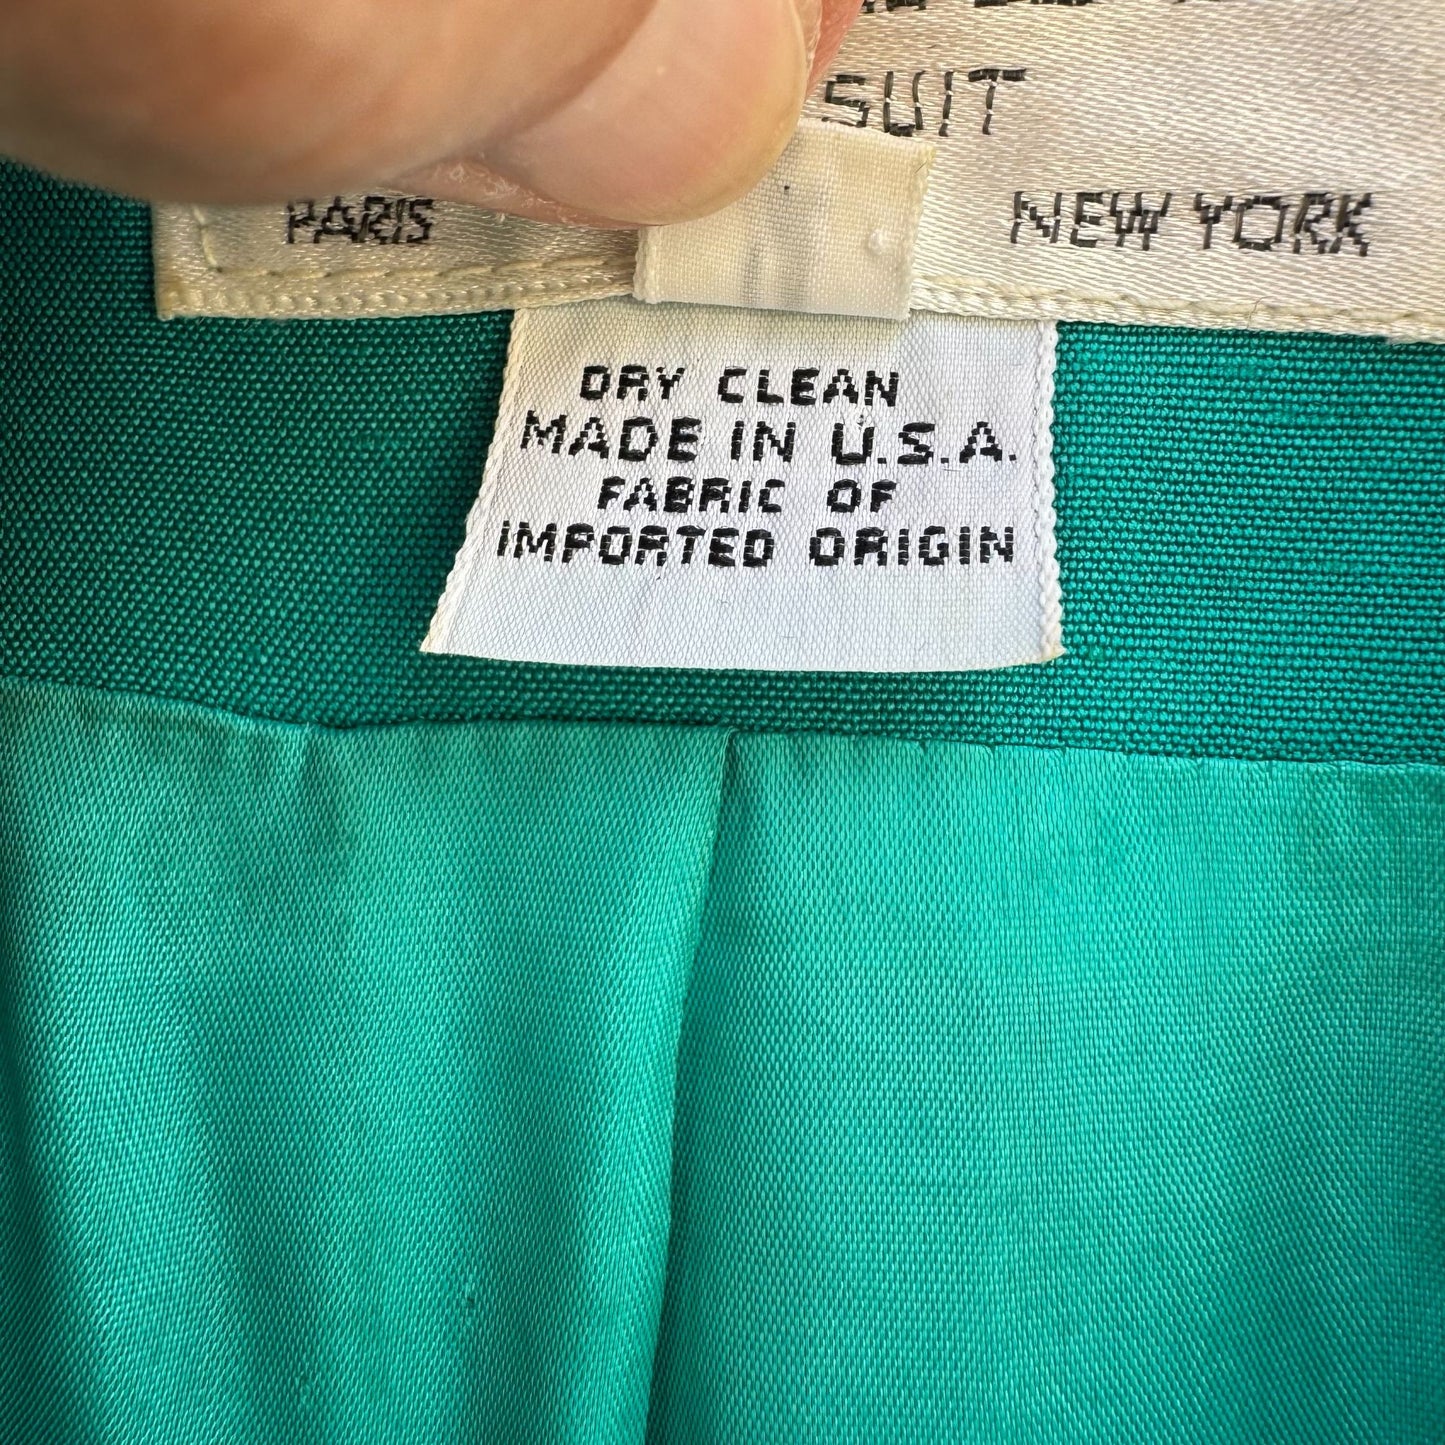 SUIT
PARIS NEW YORK
DRY CLEAN
MADE IN U.S.A.
FABRIC OF
IMPORTED ORIGIN